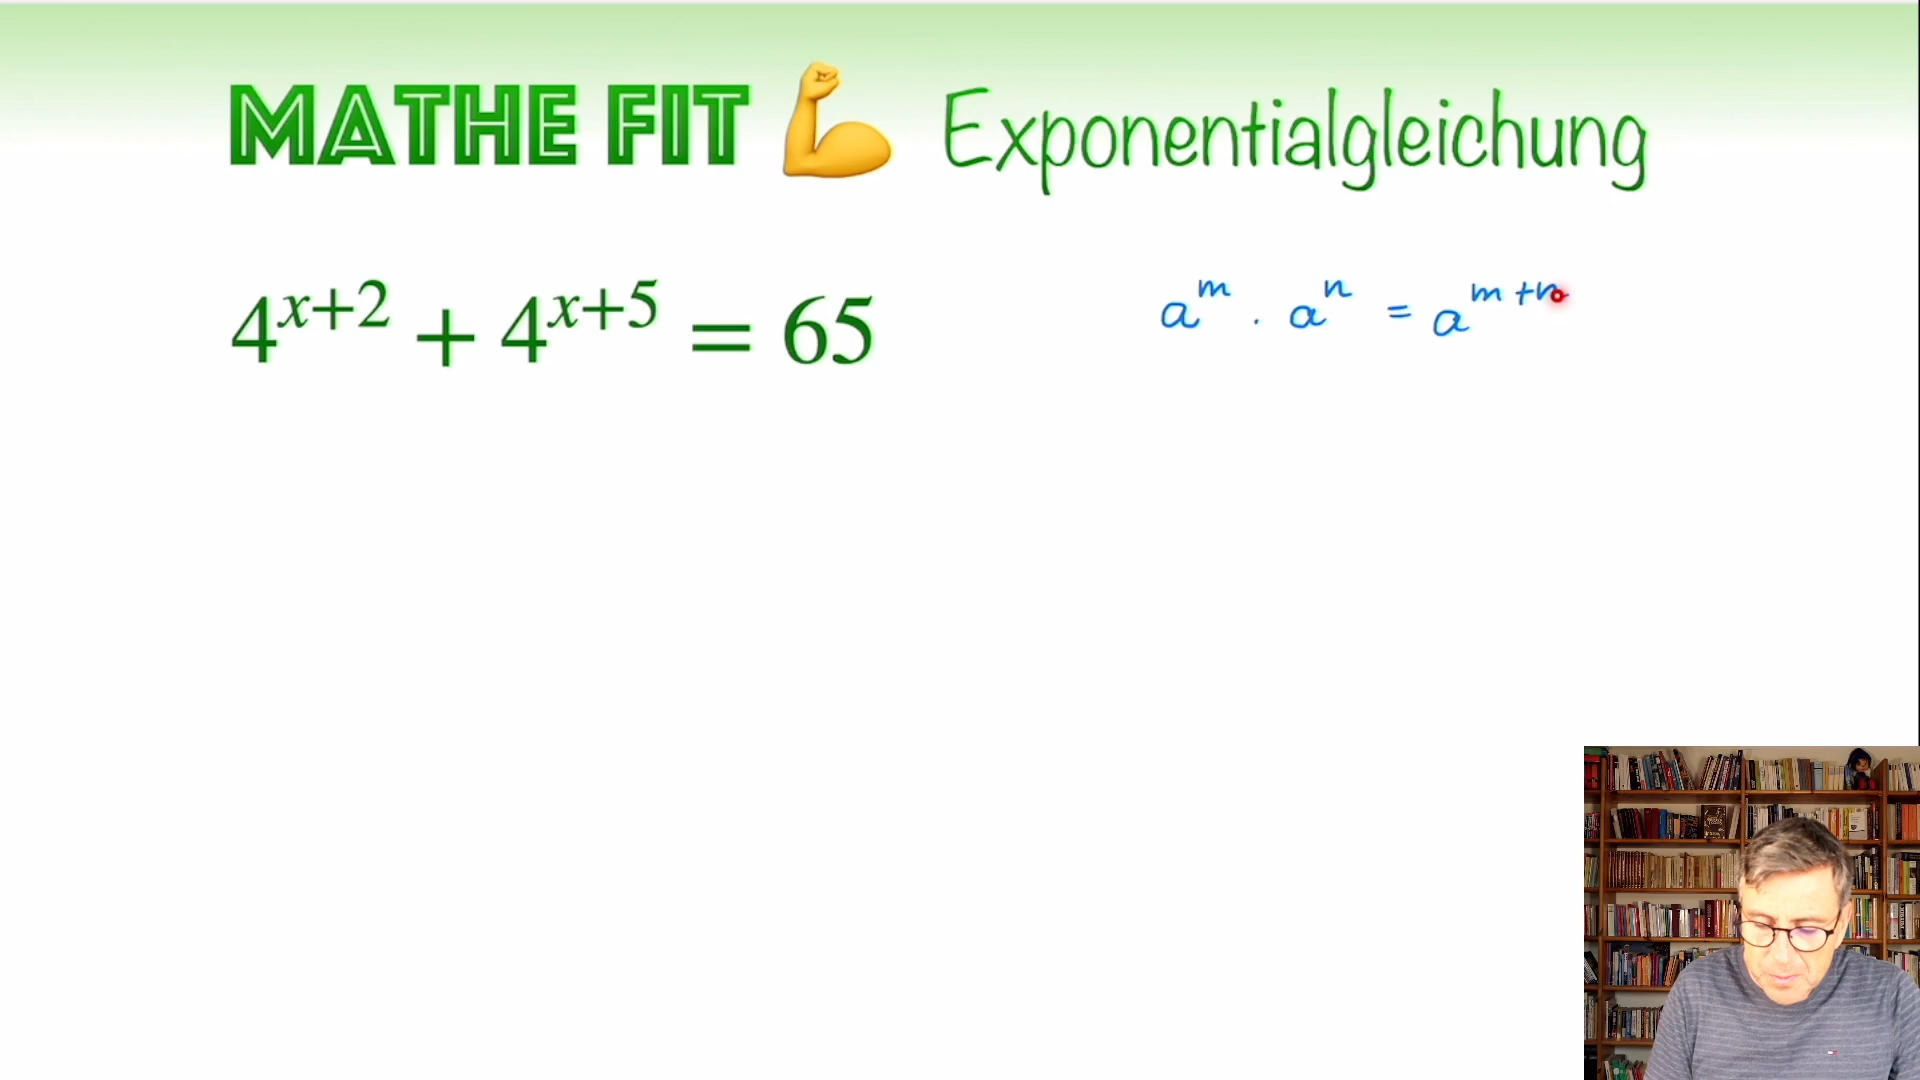 MATHE FIT 💪 Exponentialgleichung
4^{x+2} + 4^{x+5} = 65
a^m · a^n = a^{m+n}